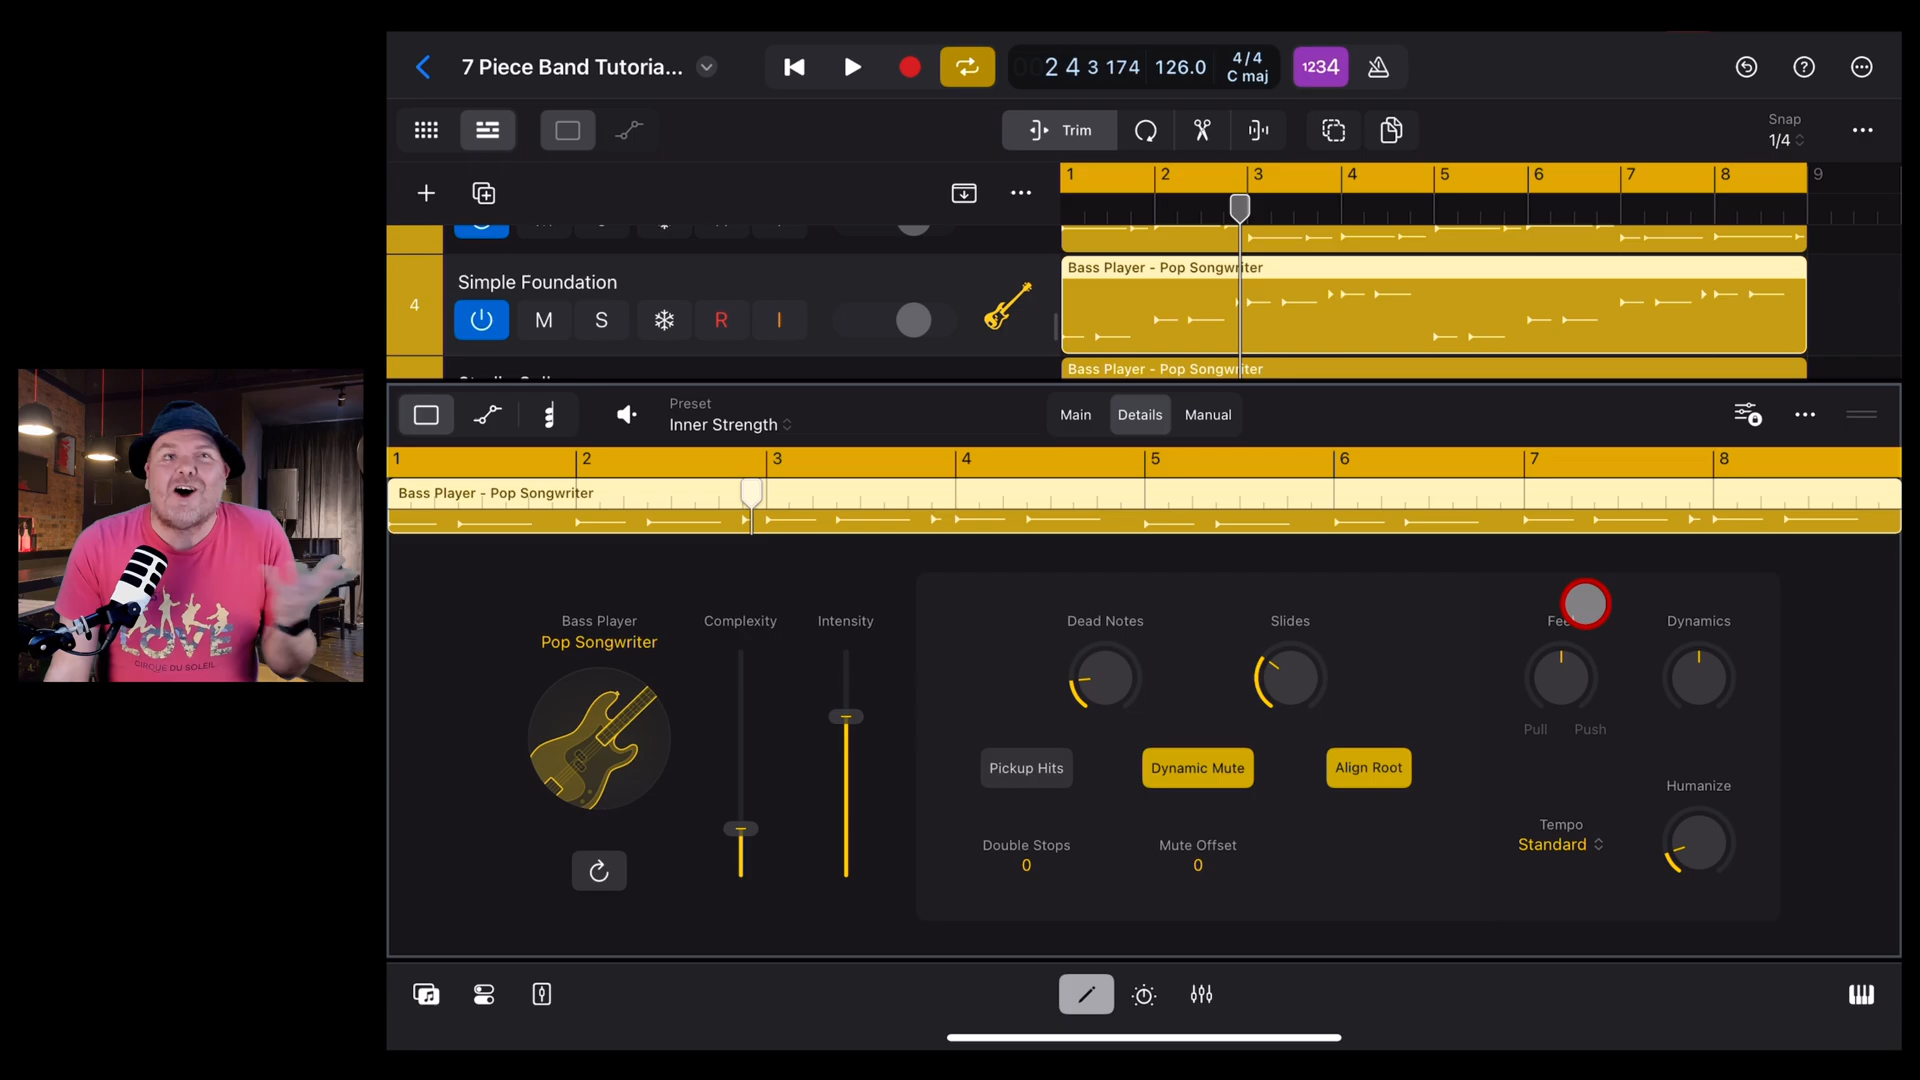 7 Piece Band Tutoria...
2 4 3 174
126.0
4/4
C maj
1234
Trim
Snap
1/4
1 2 3 4 5 6 7 8 9
4
Simple Foundation
M S R I
Bass Player - Pop Songwriter
Bass Player - Pop Songwriter
Preset
Inner Strength
Main Details Manual
1 2 3 4 5 6 7 8
Bass Player - Pop Songwriter
Bass Player
Pop Songwriter
Complexity
Intensity
Dead Notes
Slides
Dynamics
Pull Push
Pickup Hits
Dynamic Mute
Align Root
Humanize
Double Stops
0
Mute Offset
0
Tempo
Standard
LOVE
CIRQUE DU SOLEIL